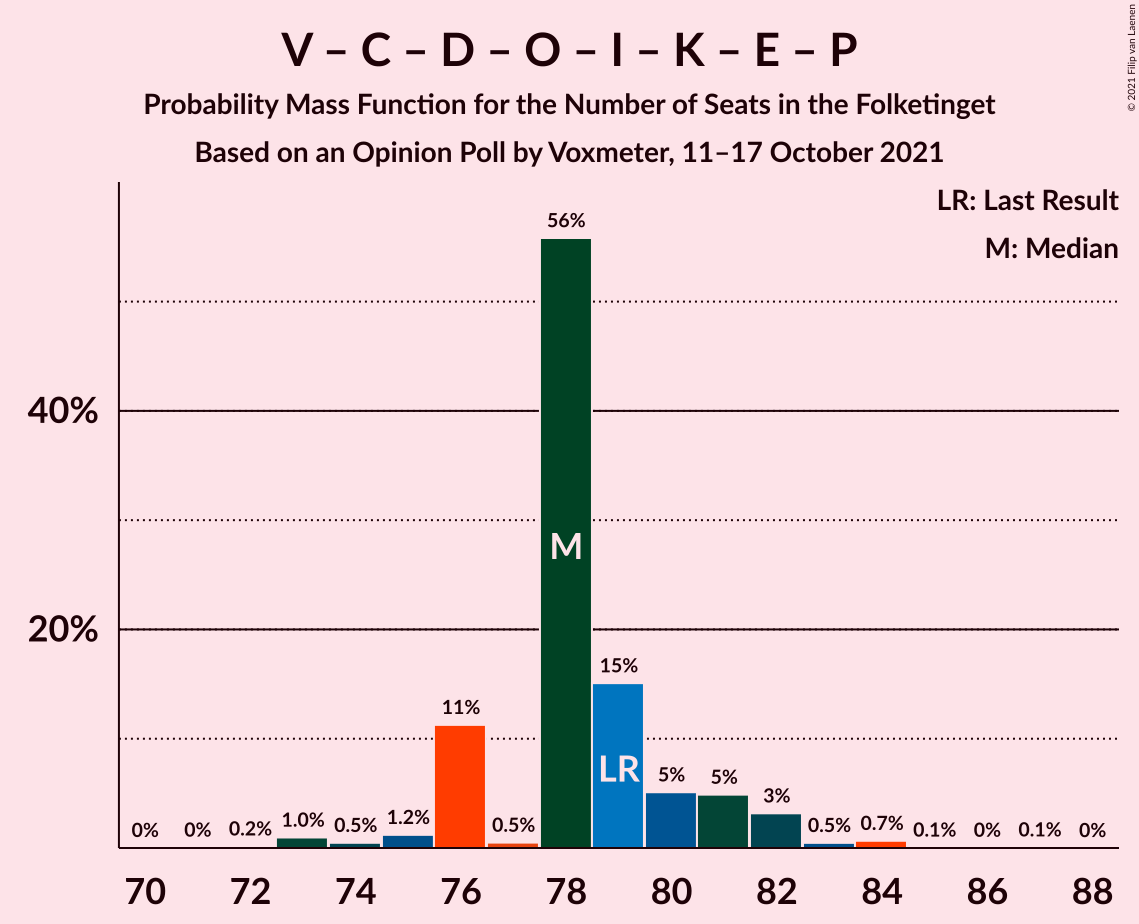 V – C – D – O – I – K – E – P
Probability Mass Function for the Number of Seats in the Folketinget
Based on an Opinion Poll by Voxmeter, 11–17 October 2021
© 2021 Filip van Laenen
LR: Last Result
M: Median
56%
40%
M
20%
15%
11%
LR
5%
5%
3%
0%
0%
0.2%
1.0%
0.5%
1.2%
0.5%
0.5%
0.7%
0.1%
0%
0.1%
0%
70 72 74 76 78 80 82 84 86 88